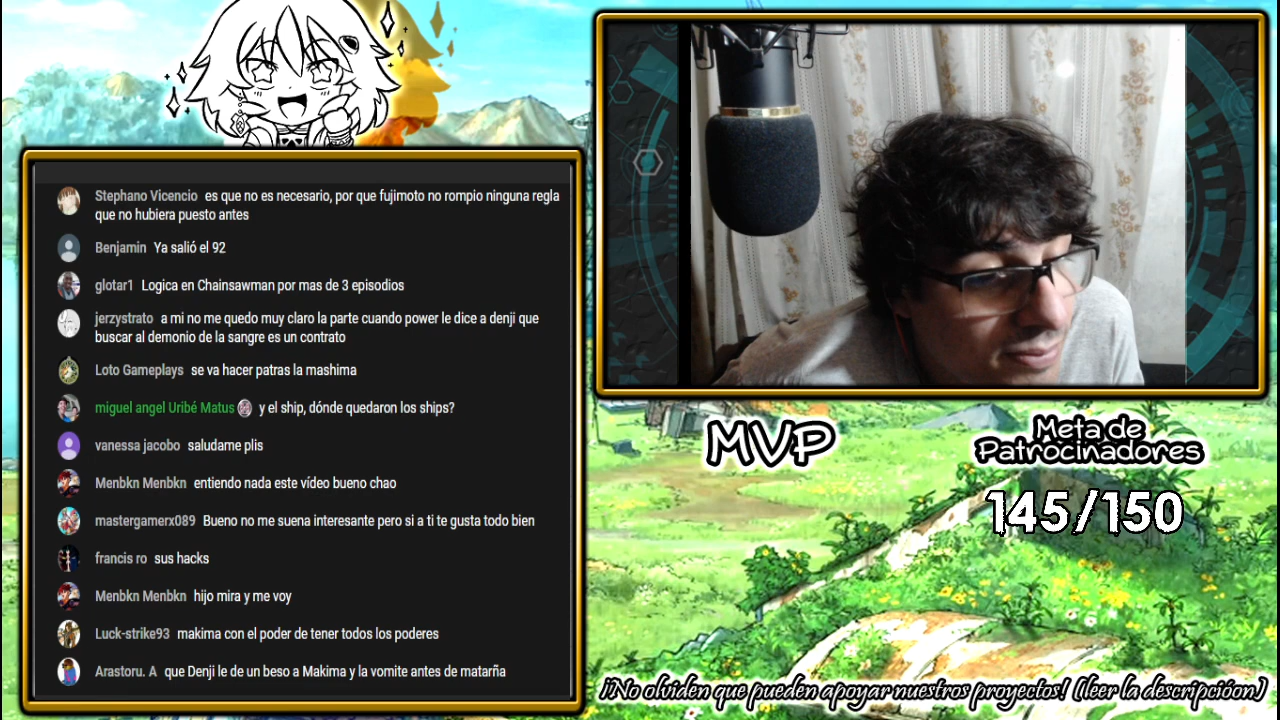 Stephano Vicencio es que no es necesario, por que fujimoto no rompio ninguna regla
que no hubiera puesto antes
Benjamin Ya salió el 92
glotar1 Logica en Chainsawman por mas de 3 episodios
jerzystrato a mi no me quedo muy claro la parte cuando power le dice a denji que
buscar al demonio de la sangre es un contrato
Loto Gameplays se va hacer patras la mashima
miguel angel Uribé Matus y el ship, dónde quedaron los ships?
vanessa jacobo saludame plis
Menbkn Menbkn entiendo nada este vídeo bueno chao
mastergamerx089 Bueno no me suena interesante pero si a ti te gusta todo bien
francis ro sus hacks
Menbkn Menbkn hijo mira y me voy
Luck-strike93 makima con el poder de tener todos los poderes
Arastoru. A que Denji le de un beso a Makima y la vomite antes de matarña
MVP
Meta de
Patrocinadores
145/150
¡¡No olviden que pueden apoyar nuestros proyectos! (leer la descripcióon)